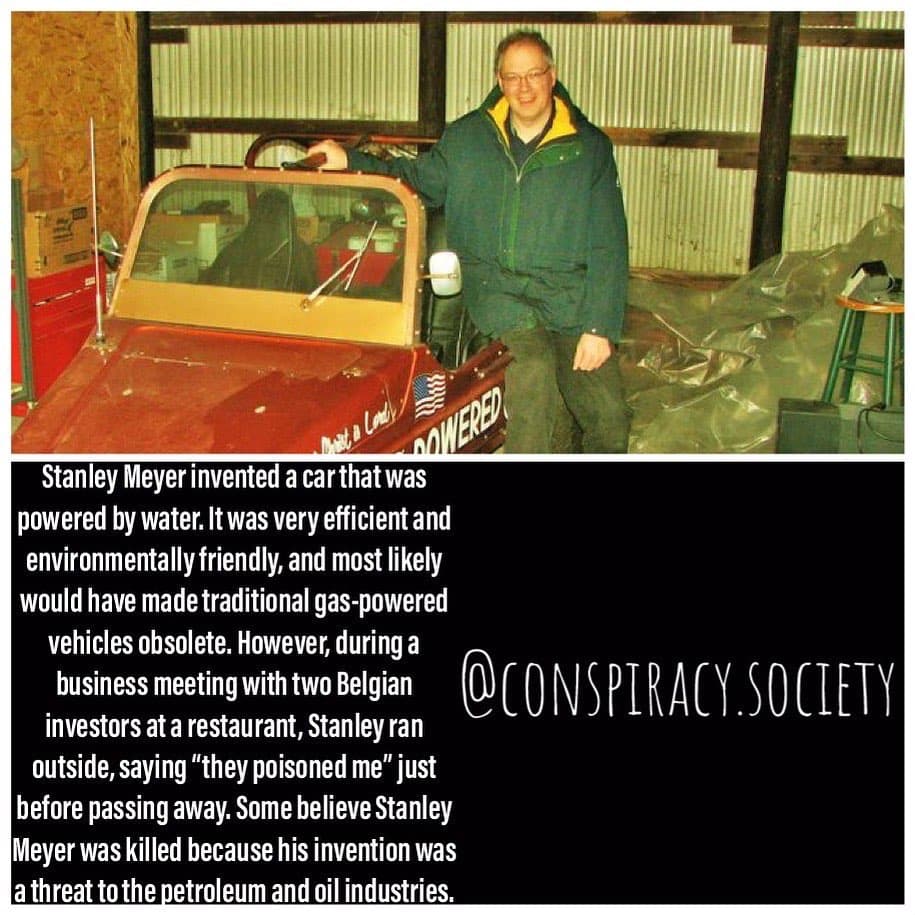 Christ is Lord
POWERED
Stanley Meyer invented a car that was
powered by water. It was very efficient and
environmentally friendly, and most likely
would have made traditional gas-powered
vehicles obsolete. However, during a
business meeting with two Belgian
investors at a restaurant, Stanley ran
outside, saying “they poisoned me” just
before passing away. Some believe Stanley
Meyer was killed because his invention was
a threat to the petroleum and oil industries.
@CONSPIRACY.SOCIETY